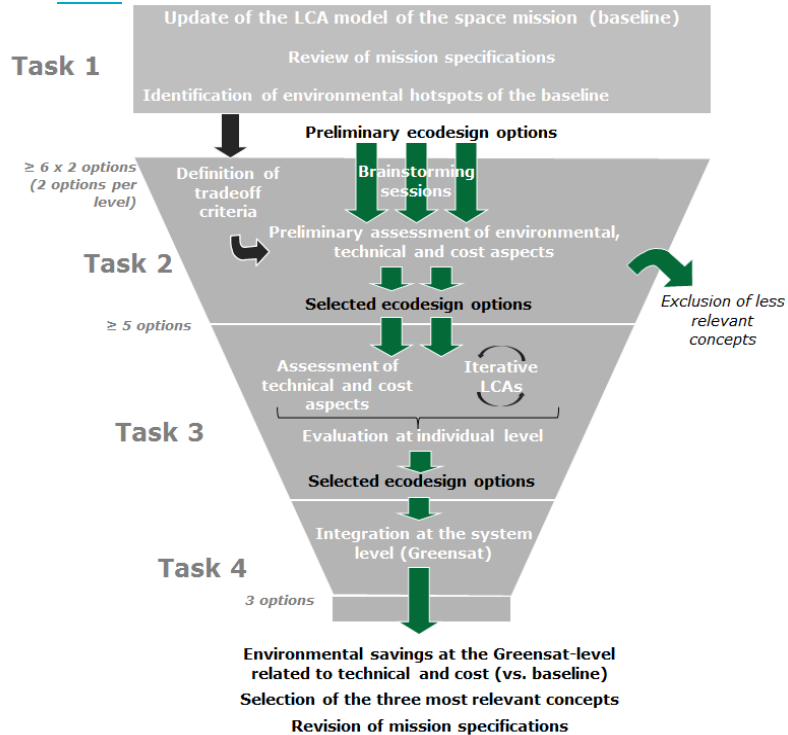 Update of the LCA model of the space mission (baseline)
Task 1
Review of mission specifications
Identification of environmental hotspots of the baseline
Preliminary ecodesign options
≥ 6 x 2 options
(2 options per
level)
Definition of
tradeoff
criteria
Brainstorming
sessions
Preliminary assessment of environmental,
technical and cost aspects
Task 2
Selected ecodesign options
Exclusion of less
relevant
concepts
≥ 5 options
Assessment of
technical and cost
aspects
Iterative
LCAs
Task 3
Evaluation at individual level
Selected ecodesign options
Integration at the system
level (Greensat)
Task 4
3 options
Environmental savings at the Greensat-level
related to technical and cost (vs. baseline)
Selection of the three most relevant concepts
Revision of mission specifications